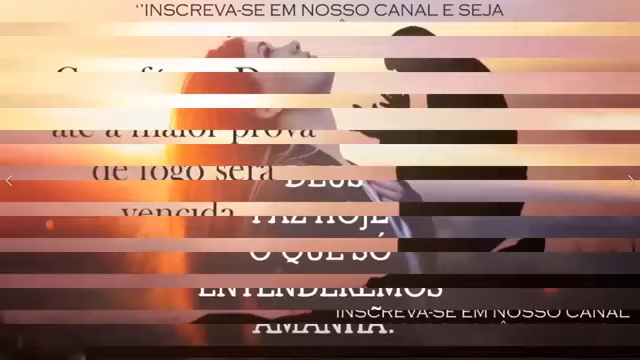 ‘’INSCREVA-SE EM NOSSO CANAL E SEJA
até a maior prova
de fogo será
vencida
DEUS
FAZ HOJE
O QUE SÓ
ENTENDEREMOS
AMANHÃ.
INSCREVA-SE EM NOSSO CANAL